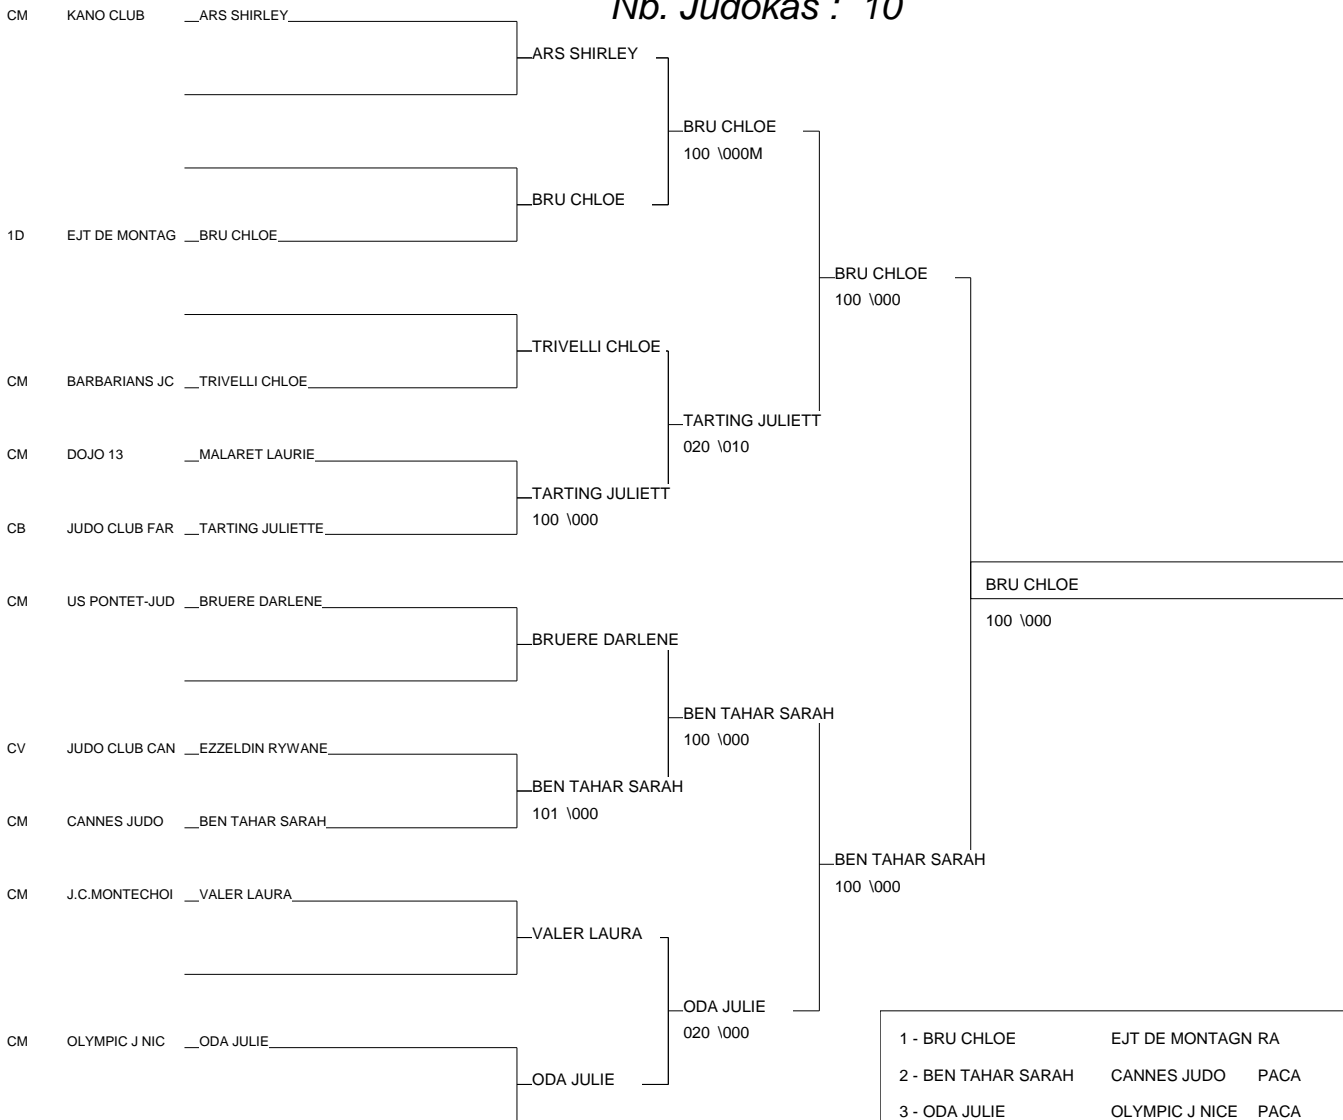 Nb. Judokas : 10
CM KANO CLUB ARS SHIRLEY
ARS SHIRLEY
BRU CHLOE
100 \000M
BRU CHLOE
1D EJT DE MONTAG BRU CHLOE
BRU CHLOE
100 \000
TRIVELLI CHLOE
CM BARBARIANS JC TRIVELLI CHLOE
TARTING JULIETT
020 \010
CM DOJO 13 MALARET LAURIE
TARTING JULIETT
100 \000
CB JUDO CLUB FAR TARTING JULIETTE
BRU CHLOE
100 \000
CM US PONTET-JUD BRUERE DARLENE
BRUERE DARLENE
BEN TAHAR SARAH
100 \000
CV JUDO CLUB CAN EZZELDIN RYWANE
BEN TAHAR SARAH
101 \000
CM CANNES JUDO BEN TAHAR SARAH
BEN TAHAR SARAH
100 \000
CM J.C.MONTECHOI VALER LAURA
VALER LAURA
ODA JULIE
020 \000
CM OLYMPIC J NIC ODA JULIE
ODA JULIE
1 - BRU CHLOE EJT DE MONTAGN RA
2 - BEN TAHAR SARAH CANNES JUDO PACA
3 - ODA JULIE OLYMPIC J NICE PACA